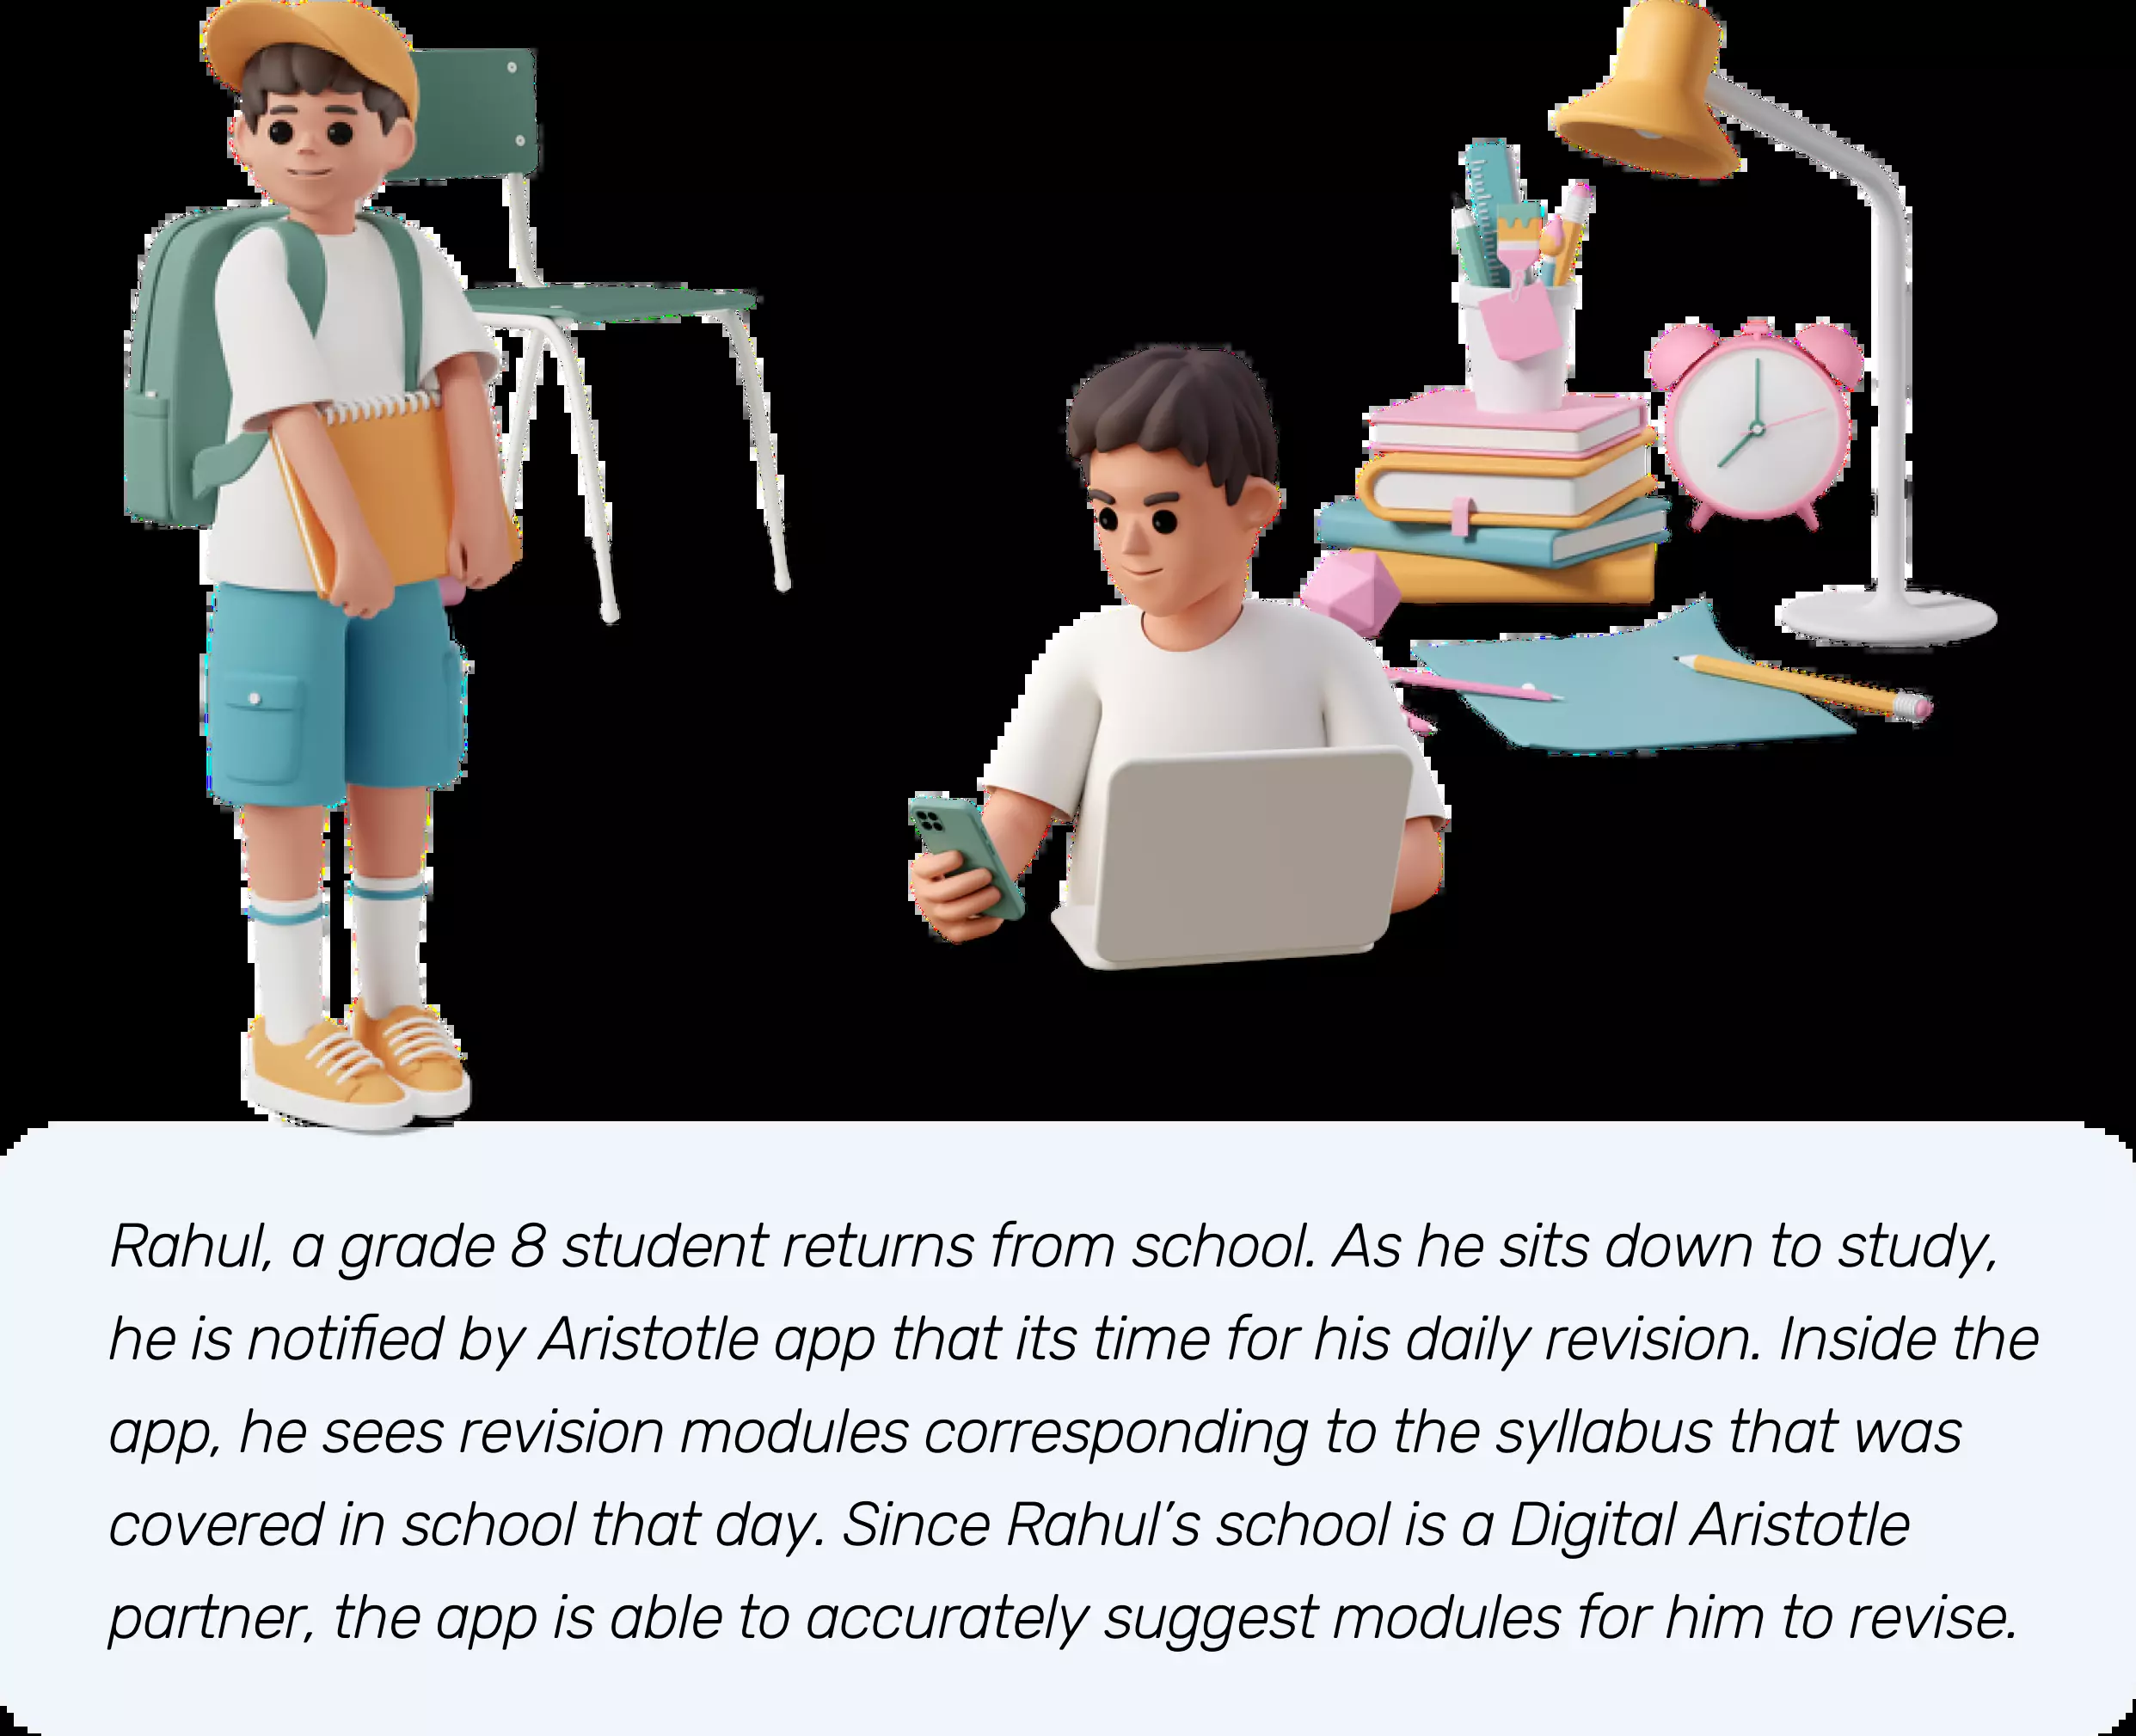 Rahul, a grade 8 student returns from school. As he sits down to study,
he is notified by Aristotle app that its time for his daily revision. Inside the
app, he sees revision modules corresponding to the syllabus that was
covered in school that day. Since Rahul’s school is a Digital Aristotle
partner, the app is able to accurately suggest modules for him to revise.